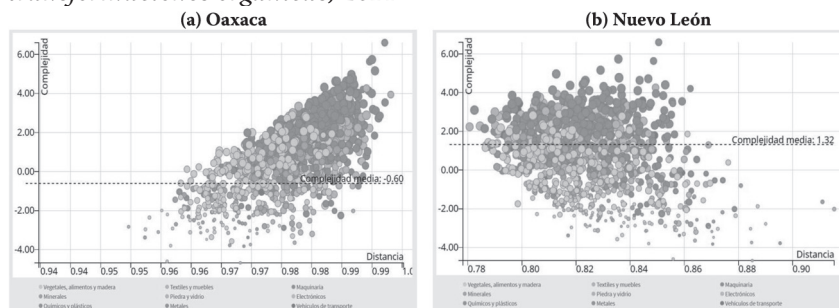 (a) Oaxaca
(b) Nuevo León
Complejidad
6.00
4.00
2.00
0.00
-2.00
-4.00
Complejidad media: -0.60
Distancia
0.94 0.94 0.95 0.95 0.96 0.96 0.97 0.97 0.98 0.98 0.99 0.99 1.0
Vegetales, alimentos y madera
Textiles y muebles
Maquinaria
Minerales
Piedra y vidrio
Electrónicos
Químicos y plásticos
Metales
Vehículos de transporte
Complejidad
6.00
4.00
2.00
0.00
-2.00
-4.00
Complejidad media: 1.32
Distancia
0.78 0.80 0.82 0.84 0.86 0.88 0.90
Vegetales, alimentos y madera
Textiles y muebles
Maquinaria
Minerales
Piedra y vidrio
Electrónicos
Químicos y plásticos
Metales
Vehículos de transporte